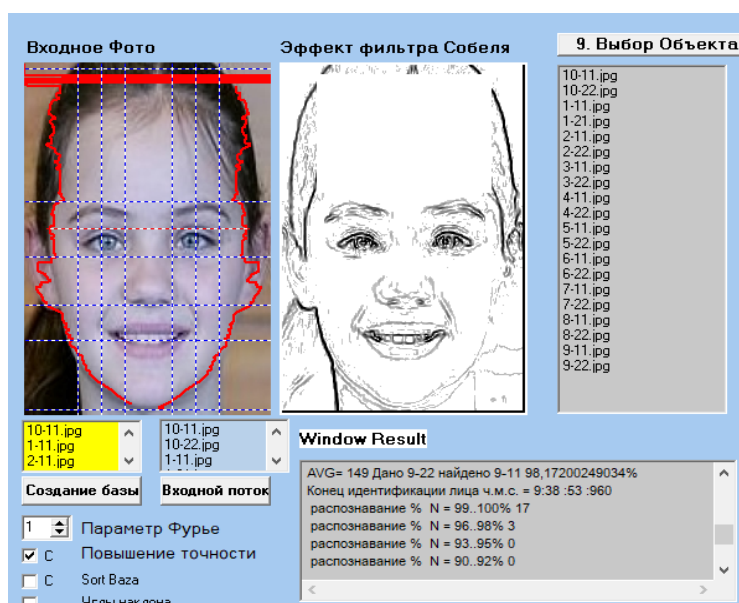 Входное Фото
Эффект фильтра Собеля
9. Выбор Объекта
10-11.jpg
10-22.jpg
1-11.jpg
1-21.jpg
2-11.jpg
2-22.jpg
3-11.jpg
3-22.jpg
4-11.jpg
4-22.jpg
5-11.jpg
5-22.jpg
6-11.jpg
6-22.jpg
7-11.jpg
7-22.jpg
8-11.jpg
8-22.jpg
9-11.jpg
9-22.jpg
10-11.jpg
1-11.jpg
2-11.jpg
10-11.jpg
10-22.jpg
1-11.jpg
Создание базы
Входной поток
1
Параметр Фурье
С Повышение точности
С Sort Baza
Углы наклона
Window Result
AVG= 149 Дано 9-22 найдено 9-11 98,17200249034%
Конец идентификации лица ч.м.с. = 9:38 :53 :960
распознавание % N = 99..100% 17
распознавание % N = 96..98% 3
распознавание % N = 93..95% 0
распознавание % N = 90..92% 0